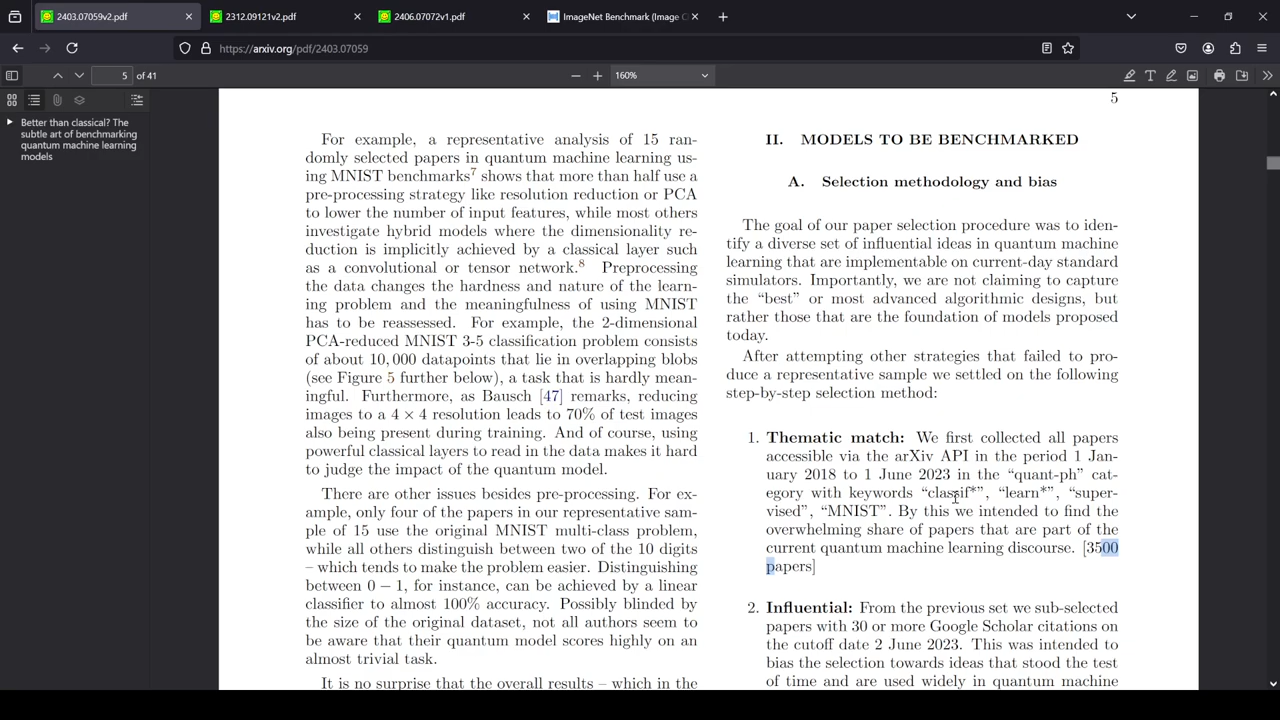 2403.07059v2.pdf
2312.09121v2.pdf
2406.07072v1.pdf
ImageNet Benchmark (Image C
https://arxiv.org/pdf/2403.07059
5 of 41
160%
Better than classical? The
subtle art of benchmarking
quantum machine learning
models
5
For example, a representative analysis of 15 ran-
domly selected papers in quantum machine learning us-
ing MNIST benchmarks7 shows that more than half use a
pre-processing strategy like resolution reduction or PCA
to lower the number of input features, while most others
investigate hybrid models where the dimensionality re-
duction is implicitly achieved by a classical layer such
as a convolutional or tensor network.8 Preprocessing
the data changes the hardness and nature of the learn-
ing problem and the meaningfulness of using MNIST
has to be reassessed. For example, the 2-dimensional
PCA-reduced MNIST 3-5 classification problem consists
of about 10,000 datapoints that lie in overlapping blobs
(see Figure 5 further below), a task that is hardly mean-
ingful. Furthermore, as Bausch [47] remarks, reducing
images to a 4 × 4 resolution leads to 70% of test images
also being present during training. And of course, using
powerful classical layers to read in the data makes it hard
to judge the impact of the quantum model.
There are other issues besides pre-processing. For ex-
ample, only four of the papers in our representative sam-
ple of 15 use the original MNIST multi-class problem,
while all others distinguish between two of the 10 digits
– which tends to make the problem easier. Distinguishing
between 0 − 1, for instance, can be achieved by a linear
classifier to almost 100% accuracy. Possibly blinded by
the size of the original dataset, not all authors seem to
be aware that their quantum model scores highly on an
almost trivial task.
It is no surprise that the overall results – which in the
II. MODELS TO BE BENCHMARKED
A. Selection methodology and bias
The goal of our paper selection procedure was to iden-
tify a diverse set of influential ideas in quantum machine
learning that are implementable on current-day standard
simulators. Importantly, we are not claiming to capture
the “best” or most advanced algorithmic designs, but
rather those that are the foundation of models proposed
today.
After attempting other strategies that failed to pro-
duce a representative sample we settled on the following
step-by-step selection method:
1. Thematic match: We first collected all papers
accessible via the arXiv API in the period 1 Jan-
uary 2018 to 1 June 2023 in the “quant-ph” cat-
egory with keywords “classif*”, “learn*”, “super-
vised”, “MNIST”. By this we intended to find the
overwhelming share of papers that are part of the
current quantum machine learning discourse. [3500
papers]
2. Influential: From the previous set we sub-selected
papers with 30 or more Google Scholar citations on
the cutoff date 2 June 2023. This was intended to
bias the selection towards ideas that stood the test
of time and are used widely in quantum machine